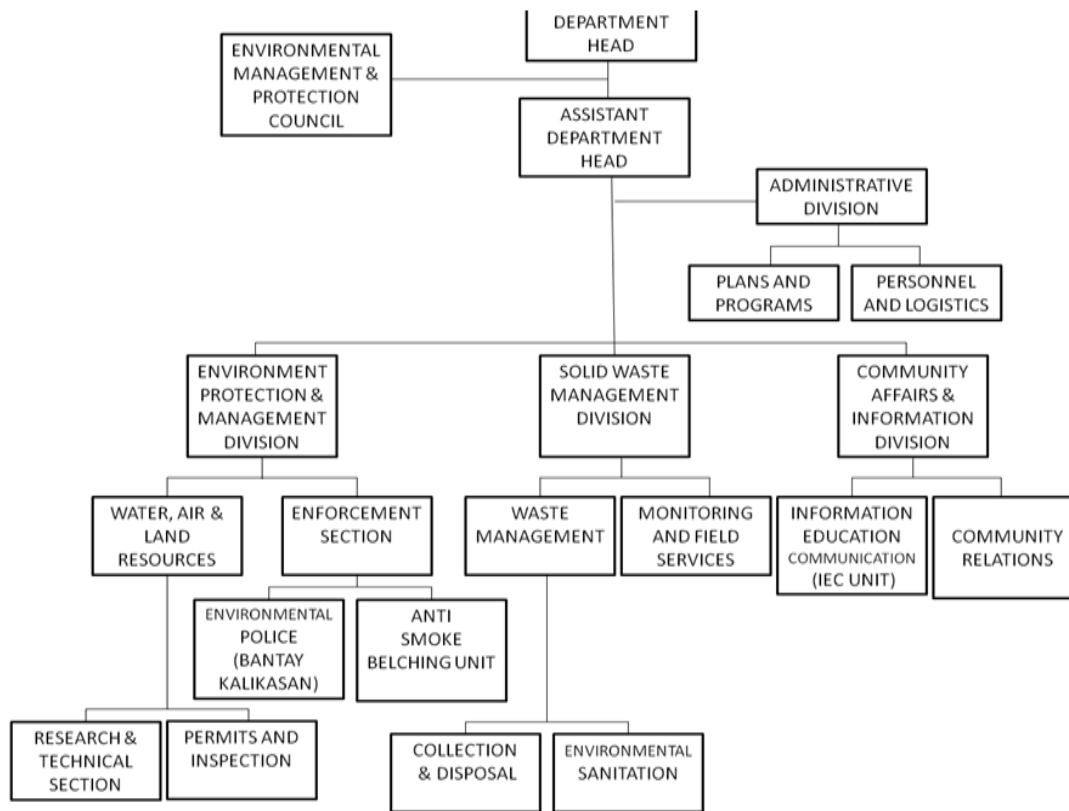 DEPARTMENT
HEAD
ENVIRONMENTAL
MANAGEMENT &
PROTECTION
COUNCIL
ASSISTANT
DEPARTMENT
HEAD
ADMINISTRATIVE
DIVISION
PLANS AND
PROGRAMS
PERSONNEL
AND LOGISTICS
ENVIRONMENT
PROTECTION &
MANAGEMENT
DIVISION
SOLID WASTE
MANAGEMENT
DIVISION
COMMUNITY
AFFAIRS &
INFORMATION
DIVISION
WATER, AIR &
LAND
RESOURCES
ENFORCEMENT
SECTION
WASTE
MANAGEMENT
MONITORING
AND FIELD
SERVICES
INFORMATION
EDUCATION
COMMUNICATION
(IEC UNIT)
COMMUNITY
RELATIONS
ENVIRONMENTAL
POLICE
(BANTAY
KALIKASAN)
ANTI
SMOKE
BELCHING UNIT
RESEARCH &
TECHNICAL
SECTION
PERMITS AND
INSPECTION
COLLECTION
& DISPOSAL
ENVIRONMENTAL
SANITATION